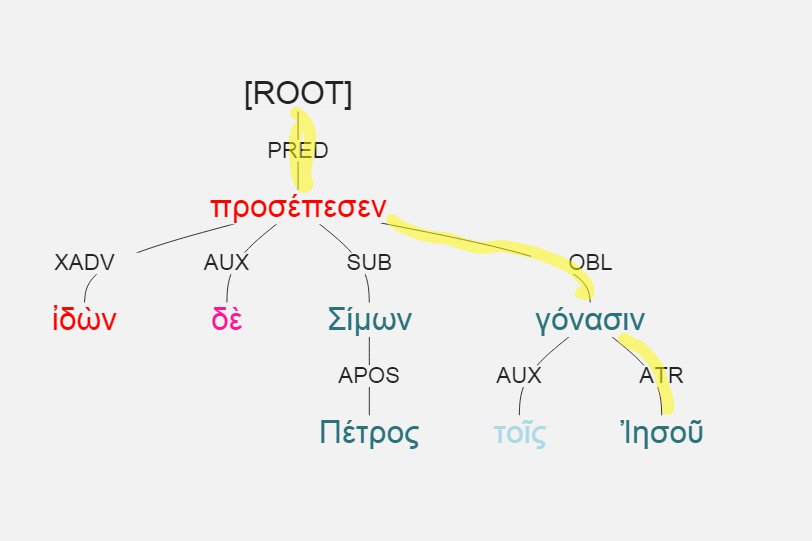 [ROOT]
PRED
προσέπεσεν
XADV AUX SUB OBL
ἰδὼν δὲ Σίμων γόνασιν
APOS AUX ATR
Πέτρος τοῖς Ἰησοῦ